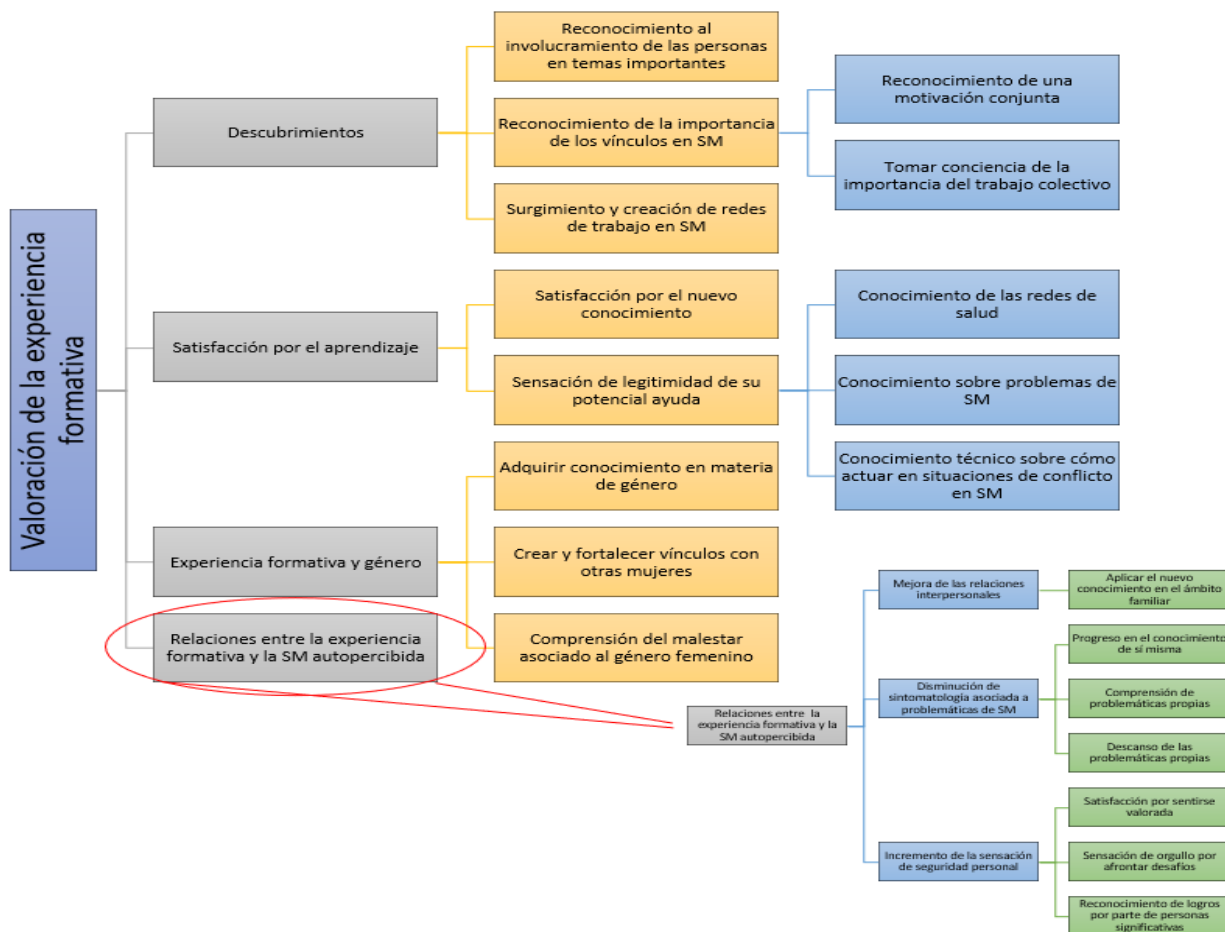 Valoración de la experiencia
formativa
Descubrimientos
Reconocimiento al
involucramiento de las personas
en temas importantes
Reconocimiento de la importancia
de los vínculos en SM
Surgimiento y creación de redes
de trabajo en SM
Reconocimiento de una
motivación conjunta
Tomar conciencia de la
importancia del trabajo colectivo
Satisfacción por el aprendizaje
Satisfacción por el nuevo
conocimiento
Sensación de legitimidad de su
potencial ayuda
Conocimiento de las redes de
salud
Conocimiento sobre problemas de
SM
Conocimiento técnico sobre cómo
actuar en situaciones de conflicto
en SM
Experiencia formativa y género
Adquirir conocimiento en materia
de género
Crear y fortalecer vínculos con
otras mujeres
Comprensión del malestar
asociado al género femenino
Relaciones entre la experiencia
formativa y la SM autopercibida
Relaciones entre la
experiencia formativa y la
SM autopercibida
Mejora de las relaciones
interpersonales
Aplicar el nuevo
conocimiento en el ámbito
familiar
Disminución de
sintomatología asociada a
problemáticas de SM
Progreso en el conocimiento
de sí misma
Comprensión de
problemáticas propias
Descanso de las
problemáticas propias
Incremento de la sensación
de seguridad personal
Satisfacción por sentirse
valorada
Sensación de orgullo por
afrontar desafíos
Reconocimiento de logros
por parte de personas
significativas